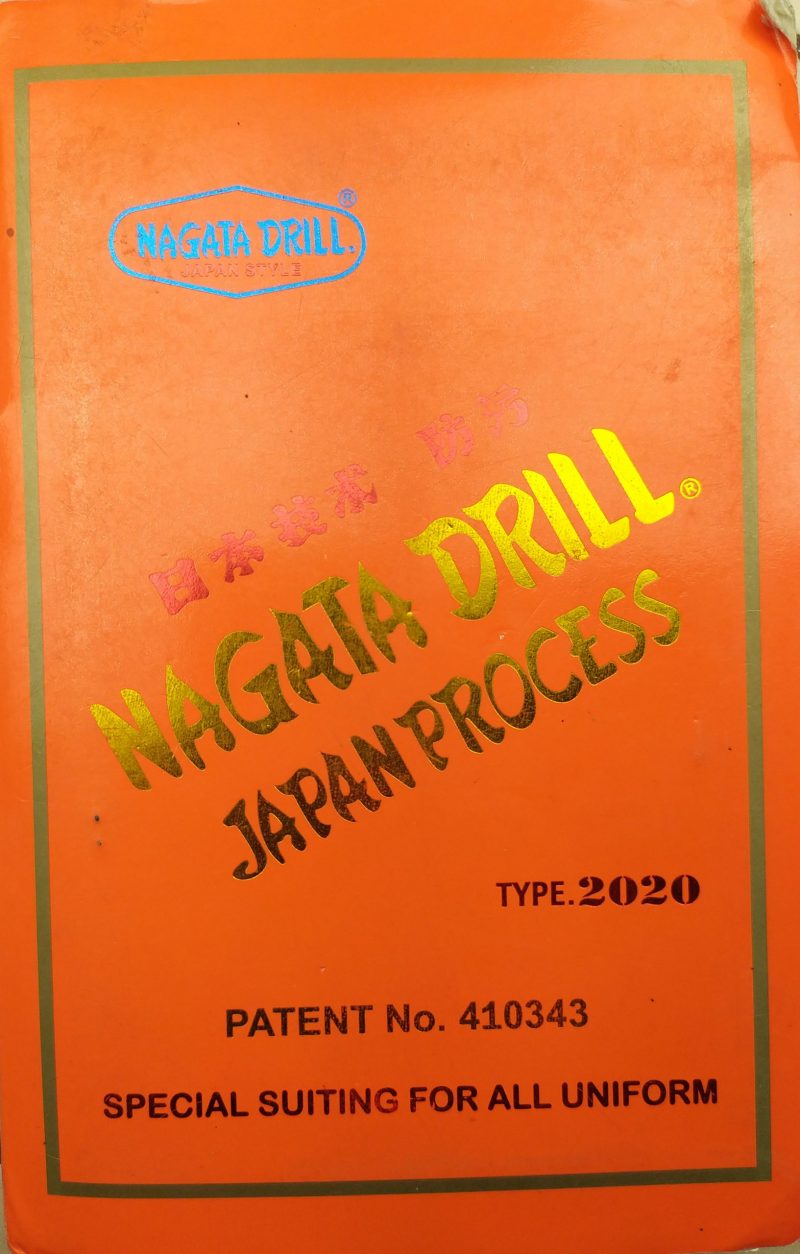 NAGATA DRILL. ®
JAPAN STYLE
日本技术 防污
NAGATA DRILL ®
JAPAN PROCESS
TYPE.2020
PATENT No. 410343
SPECIAL SUITING FOR ALL UNIFORM